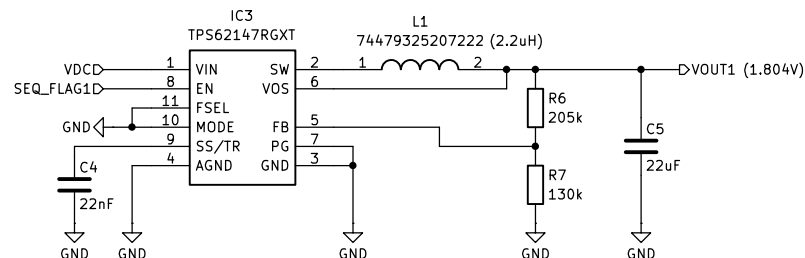 IC3
TPS62147RGXT
L1
74479325207222 (2.2uH)
VDC 1 VIN SW 2 1 2 VOUT1 (1.804V)
SEQ_FLAG1 8 EN VOS 6
11 FSEL
GND 10 MODE FB 5
9 SS/TR PG 7
4 AGND GND 3
R6
205k
C5
22uF
R7
130k
C4
22nF
GND GND GND GND GND